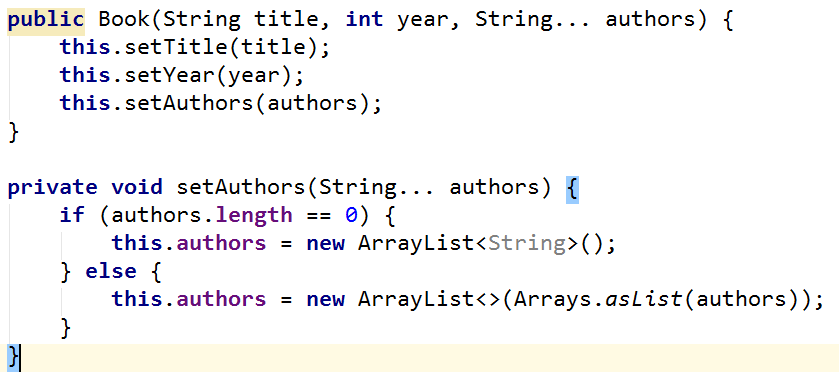 public Book(String title, int year, String... authors) {
    this.setTitle(title);
    this.setYear(year);
    this.setAuthors(authors);
}

private void setAuthors(String... authors) {
    if (authors.length == 0) {
        this.authors = new ArrayList<String>();
    } else {
        this.authors = new ArrayList<>(Arrays.asList(authors));
    }
}